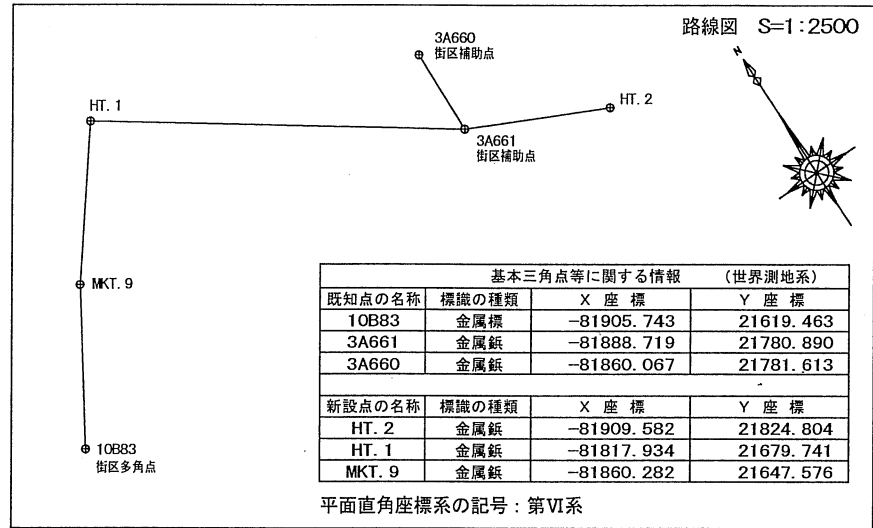 路線図 S=1:2500
N
3A660
街区補助点
HT. 1
HT. 2
3A661
街区補助点
MKT. 9
10B83
街区多角点
基本三角点等に関する情報 (世界測地系)
既知点の名称 標識の種類 X 座 標 Y 座 標
10B83 金属標 -81905. 743 21619. 463
3A661 金属鋲 -81888. 719 21780. 890
3A660 金属鋲 -81860. 067 21781. 613
新設点の名称 標識の種類 X 座 標 Y 座 標
HT. 2 金属鋲 -81909. 582 21824. 804
HT. 1 金属鋲 -81817. 934 21679. 741
MKT. 9 金属鋲 -81860. 282 21647. 576
平面直角座標系の記号：第Ⅵ系